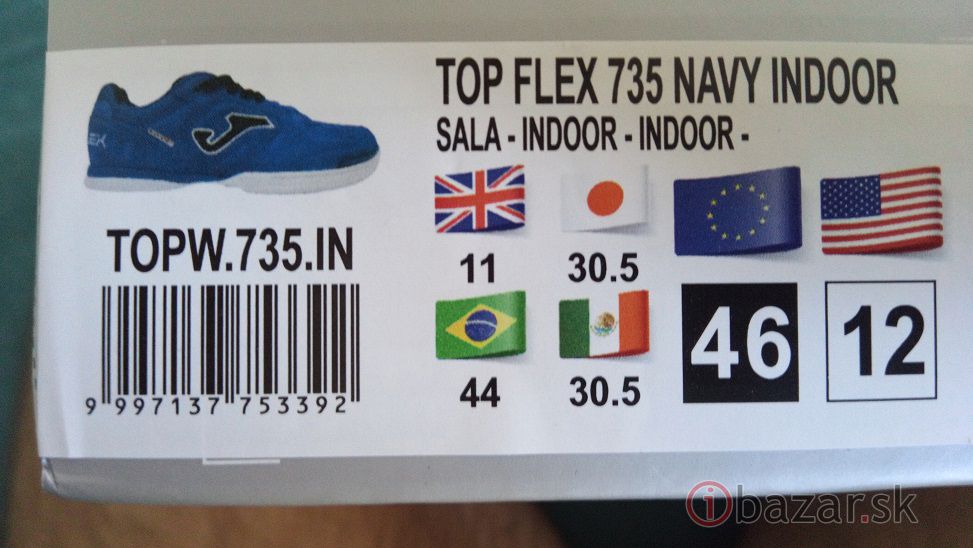 TOP FLEX 735 NAVY INDOOR
SALA - INDOOR - INDOOR -
EX
TOPW.735.IN
11
30.5
44
30.5
46
12
9 997137 753392
ibazar.sk